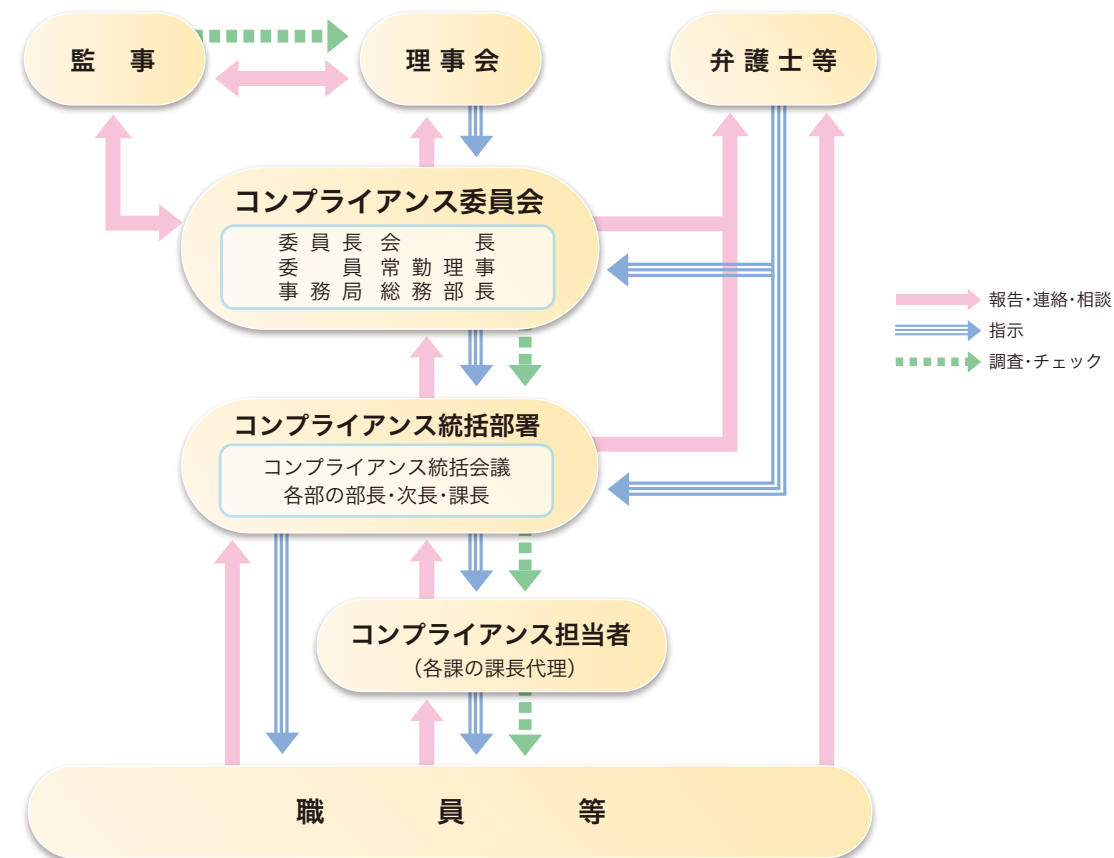 監事
理事会
弁護士等
コンプライアンス委員会
委員長 会長
委員 常勤理事
事務局 総務部長
報告・連絡・相談
指示
調査・チェック
コンプライアンス統括部署
コンプライアンス統括会議
各部の部長・次長・課長
コンプライアンス担当者
（各課の課長代理）
職員等